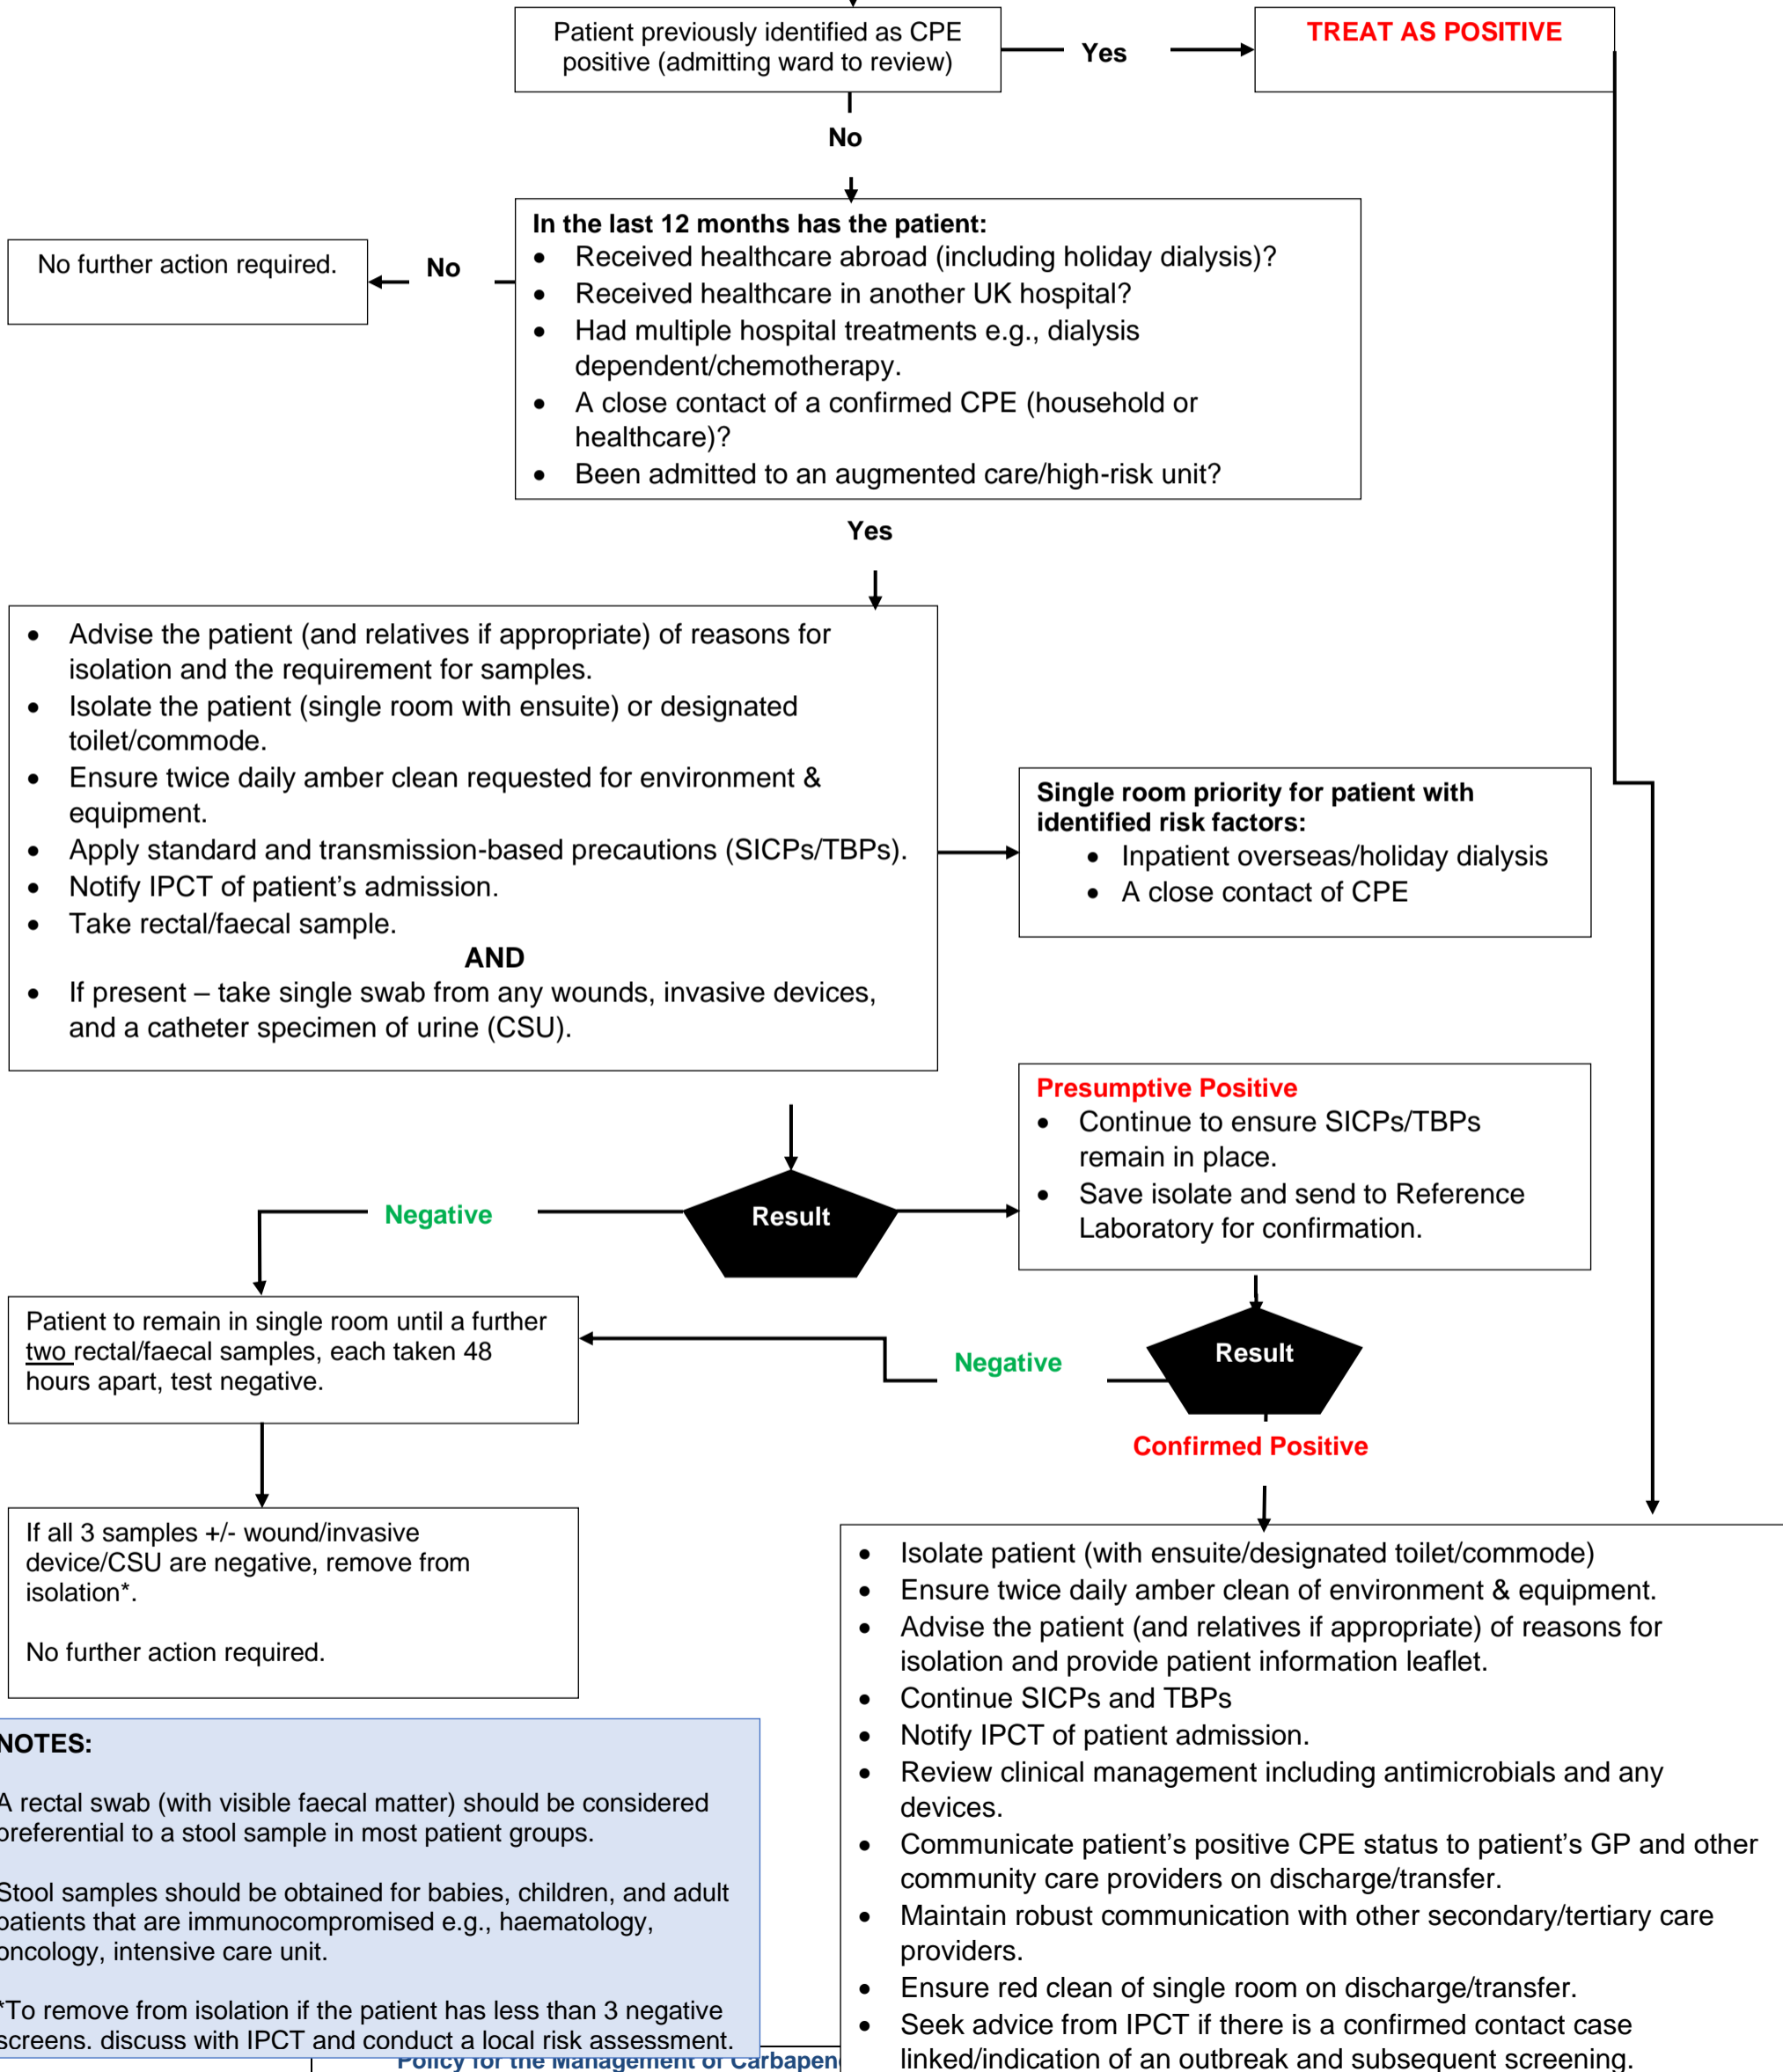 Patient previously identified as CPE
positive (admitting ward to review)
Yes
TREAT AS POSITIVE
No
In the last 12 months has the patient:
• Received healthcare abroad (including holiday dialysis)?
• Received healthcare in another UK hospital?
• Had multiple hospital treatments e.g., dialysis
dependent/chemotherapy.
• A close contact of a confirmed CPE (household or
healthcare)?
• Been admitted to an augmented care/high-risk unit?
No
No further action required.
Yes
• Advise the patient (and relatives if appropriate) of reasons for
isolation and the requirement for samples.
• Isolate the patient (single room with ensuite) or designated
toilet/commode.
• Ensure twice daily amber clean requested for environment &
equipment.
• Apply standard and transmission-based precautions (SICPs/TBPs).
• Notify IPCT of patient's admission.
• Take rectal/faecal sample.
AND
• If present – take single swab from any wounds, invasive devices,
and a catheter specimen of urine (CSU).
Single room priority for patient with
identified risk factors:
• Inpatient overseas/holiday dialysis
• A close contact of CPE
Result
Negative
Presumptive Positive
• Continue to ensure SICPs/TBPs
remain in place.
• Save isolate and send to Reference
Laboratory for confirmation.
Result
Negative
Confirmed Positive
Patient to remain in single room until a further
two rectal/faecal samples, each taken 48
hours apart, test negative.
If all 3 samples +/- wound/invasive
device/CSU are negative, remove from
isolation*.
No further action required.
• Isolate patient (with ensuite/designated toilet/commode)
• Ensure twice daily amber clean of environment & equipment.
• Advise the patient (and relatives if appropriate) of reasons for
isolation and provide patient information leaflet.
• Continue SICPs and TBPs
• Notify IPCT of patient admission.
• Review clinical management including antimicrobials and any
devices.
• Communicate patient's positive CPE status to patient's GP and other
community care providers on discharge/transfer.
• Maintain robust communication with other secondary/tertiary care
providers.
• Ensure red clean of single room on discharge/transfer.
• Seek advice from IPCT if there is a confirmed contact case
linked/indication of an outbreak and subsequent screening.
NOTES:
A rectal swab (with visible faecal matter) should be considered
preferential to a stool sample in most patient groups.
Stool samples should be obtained for babies, children, and adult
patients that are immunocompromised e.g., haematology,
oncology, intensive care unit.
*To remove from isolation if the patient has less than 3 negative
screens. discuss with IPCT and conduct a local risk assessment.
Policy for the Management of